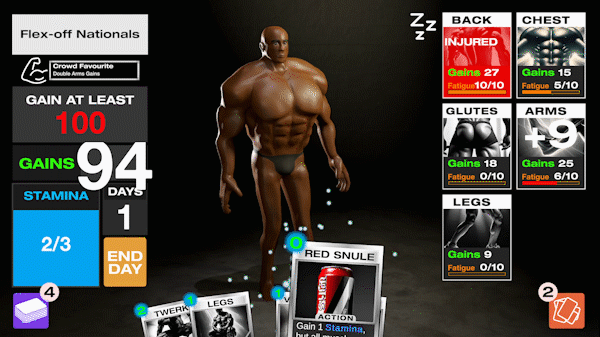 Flex-off Nationals
Crowd Favourite
Double Arms Gains
GAIN AT LEAST
100
GAINS 94
STAMINA
2/3
DAYS
1
END
DAY
4
Z
Z
Z
BACK
INJURED
Gains 27
Fatigue 10/10
CHEST
Gains 15
Fatigue 5/10
GLUTES
Gains 18
Fatigue 0/10
ARMS
+9
Gains 25
Fatigue 6/10
LEGS
Gains 9
Fatigue 0/10
2
TWERK
1
LEGS
0
RED SNULE
ACTION
Gain 1 Stamina,
2